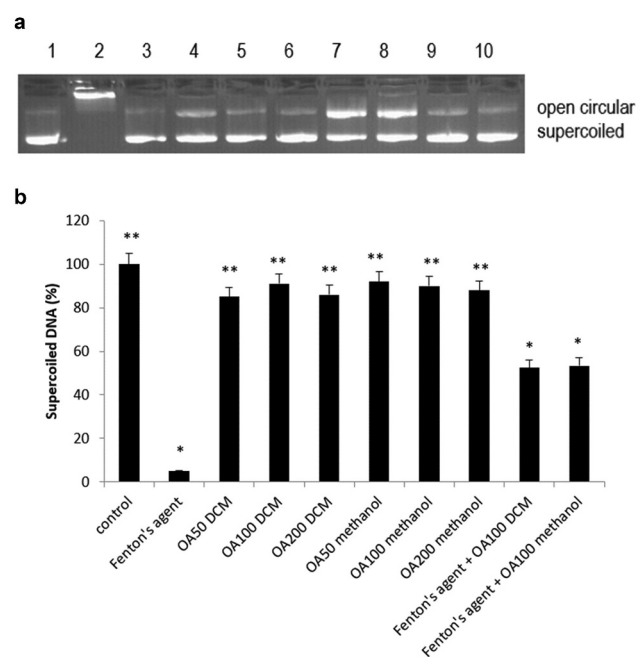 a
1 2 3 4 5 6 7 8 9 10
open circular
supercoiled
b
120
100
80
60
40
20
0
Supercoiled DNA (%)
**
*
**
**
**
**
**
**
*
*
control
Fenton's agent
OA50 DCM
OA100 DCM
OA200 DCM
OA50 methanol
OA100 methanol
OA200 methanol
Fenton's agent + OA100 DCM
Fenton's agent + OA100 methanol